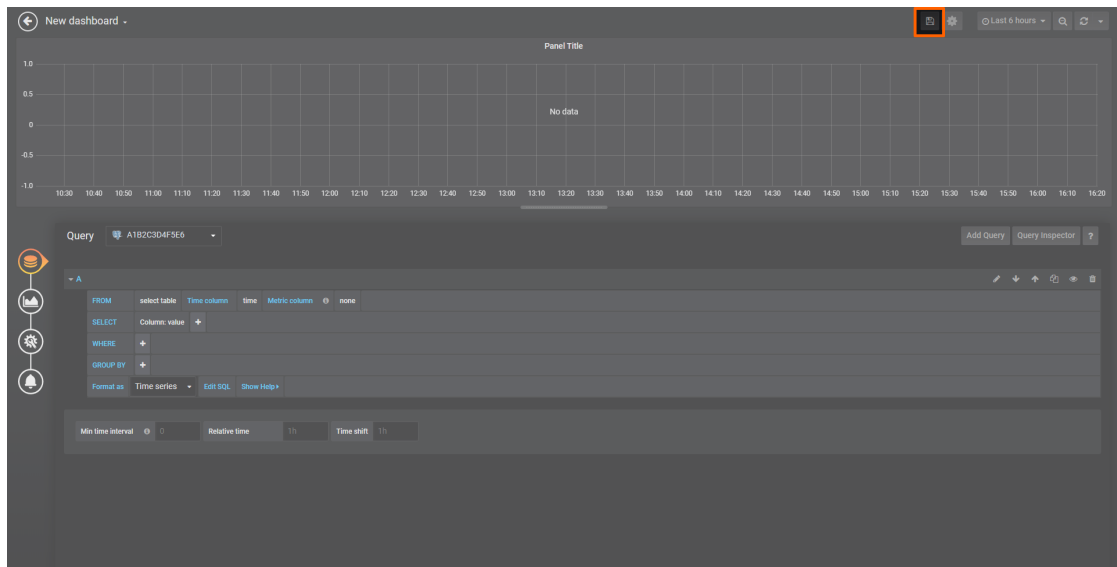 New dashboard
Last 6 hours
Panel Title
1.0
0.5
No data
0
-0.5
-1.0
10:30 10:40 10:50 11:00 11:10 11:20 11:30 11:40 11:50 12:00 12:10 12:20 12:30 12:40 12:50 13:00 13:10 13:20 13:30 13:40 13:50 14:00 14:10 14:20 14:30 14:40 14:50 15:00 15:10 15:20 15:30 15:40 15:50 16:00 16:10 16:20
Query A1B2C3D4F5E6 Add Query Query Inspector ?
A
FROM select table Time column time Metric column none
SELECT Column: value +
WHERE +
GROUP BY +
Format as Time series Edit SQL Show Help
Min time interval 0 Relative time 1h Time shift 1h